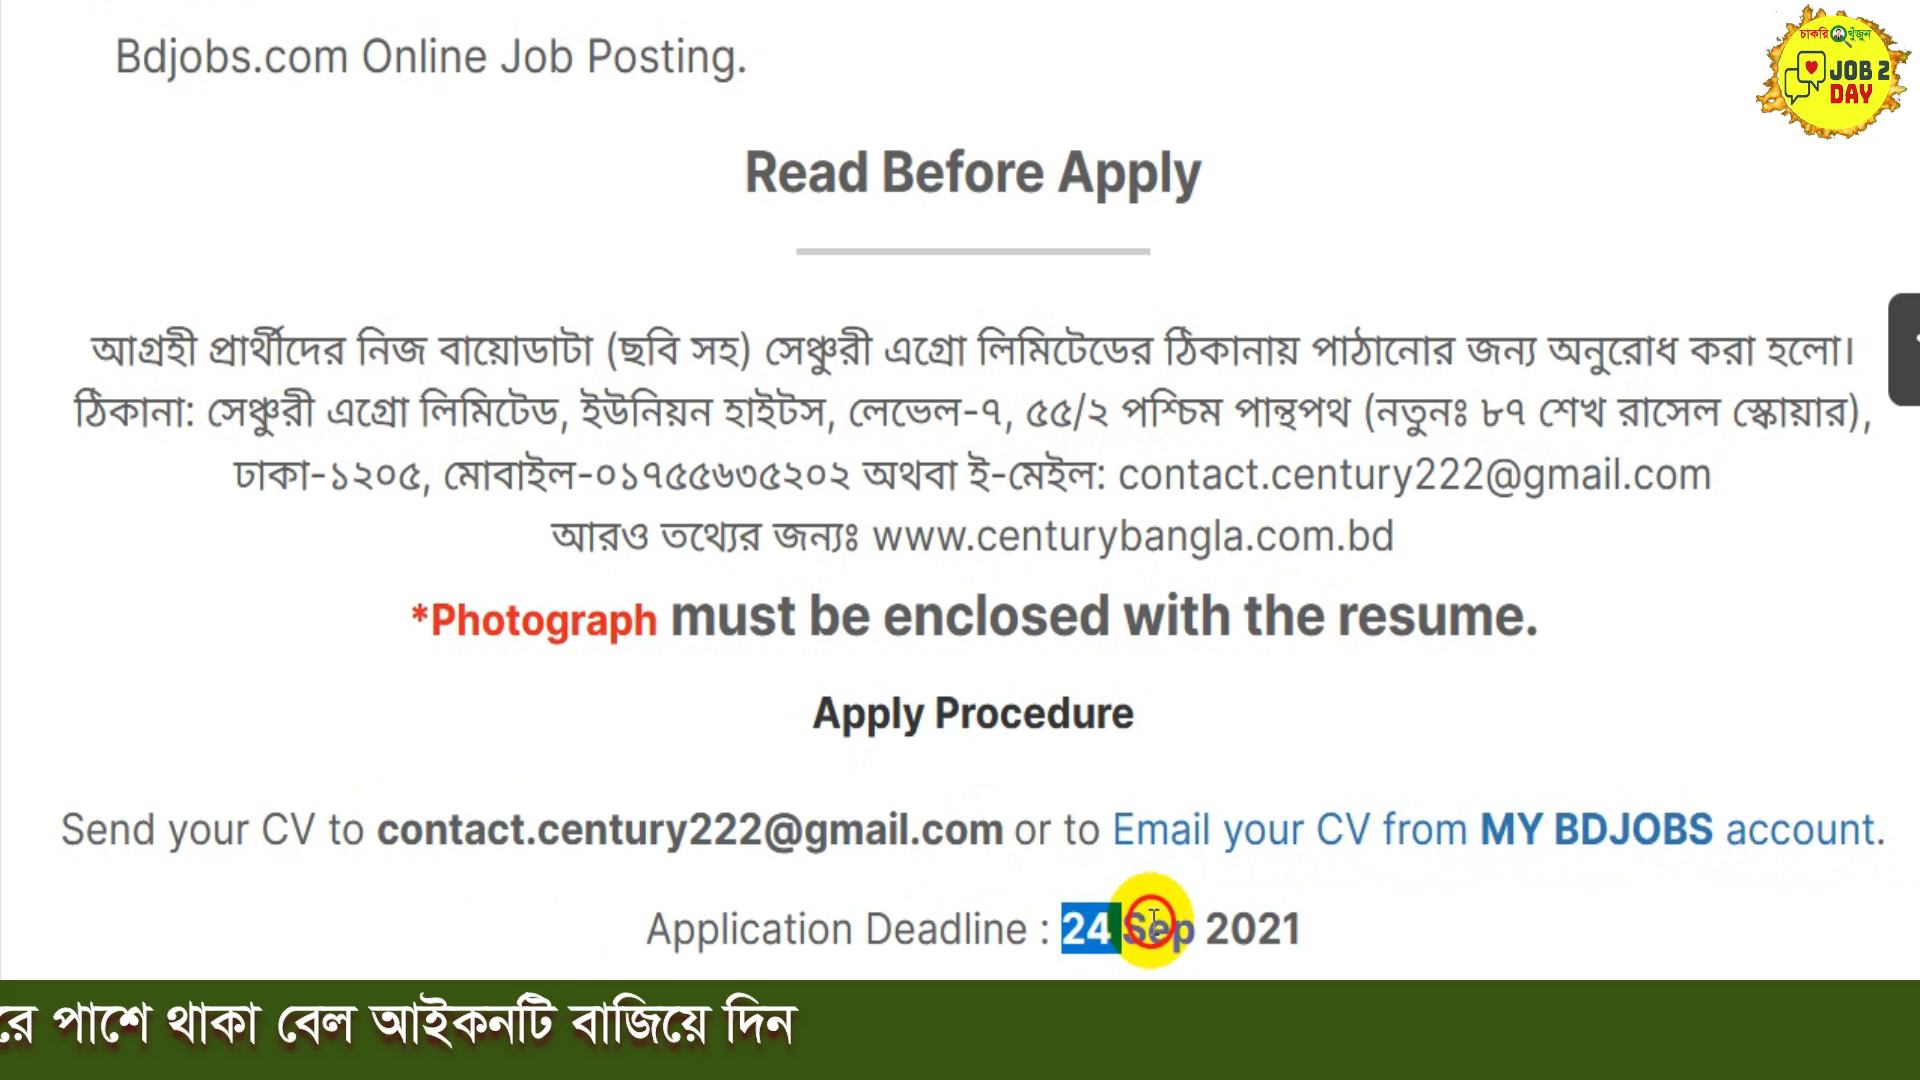 Bdjobs.com Online Job Posting.
চাকরি খুঁজুন
JOB 2
DAY
Read Before Apply
আগ্রহী প্রার্থীদের নিজ বায়োডাটা (ছবি সহ) সেঞ্চুরী এগ্রো লিমিটেডের ঠিকানায় পাঠানোর জন্য অনুরোধ করা হলো।
ঠিকানা: সেঞ্চুরী এগ্রো লিমিটেড, ইউনিয়ন হাইটস, লেভেল-৭, ৫৫/২ পশ্চিম পান্থপথ (নতুনঃ ৮৭ শেখ রাসেল স্কোয়ার),
ঢাকা-১২০৫, মোবাইল-০১৭৫৫৬৩৫২০২ অথবা ই-মেইল: contact.century222@gmail.com
আরও তথ্যের জন্যঃ www.centurybangla.com.bd
*Photograph must be enclosed with the resume.
Apply Procedure
Send your CV to contact.century222@gmail.com or to Email your CV from MY BDJOBS account.
Application Deadline : 24 Sep 2021
রে পাশে থাকা বেল আইকনটি বাজিয়ে দিন